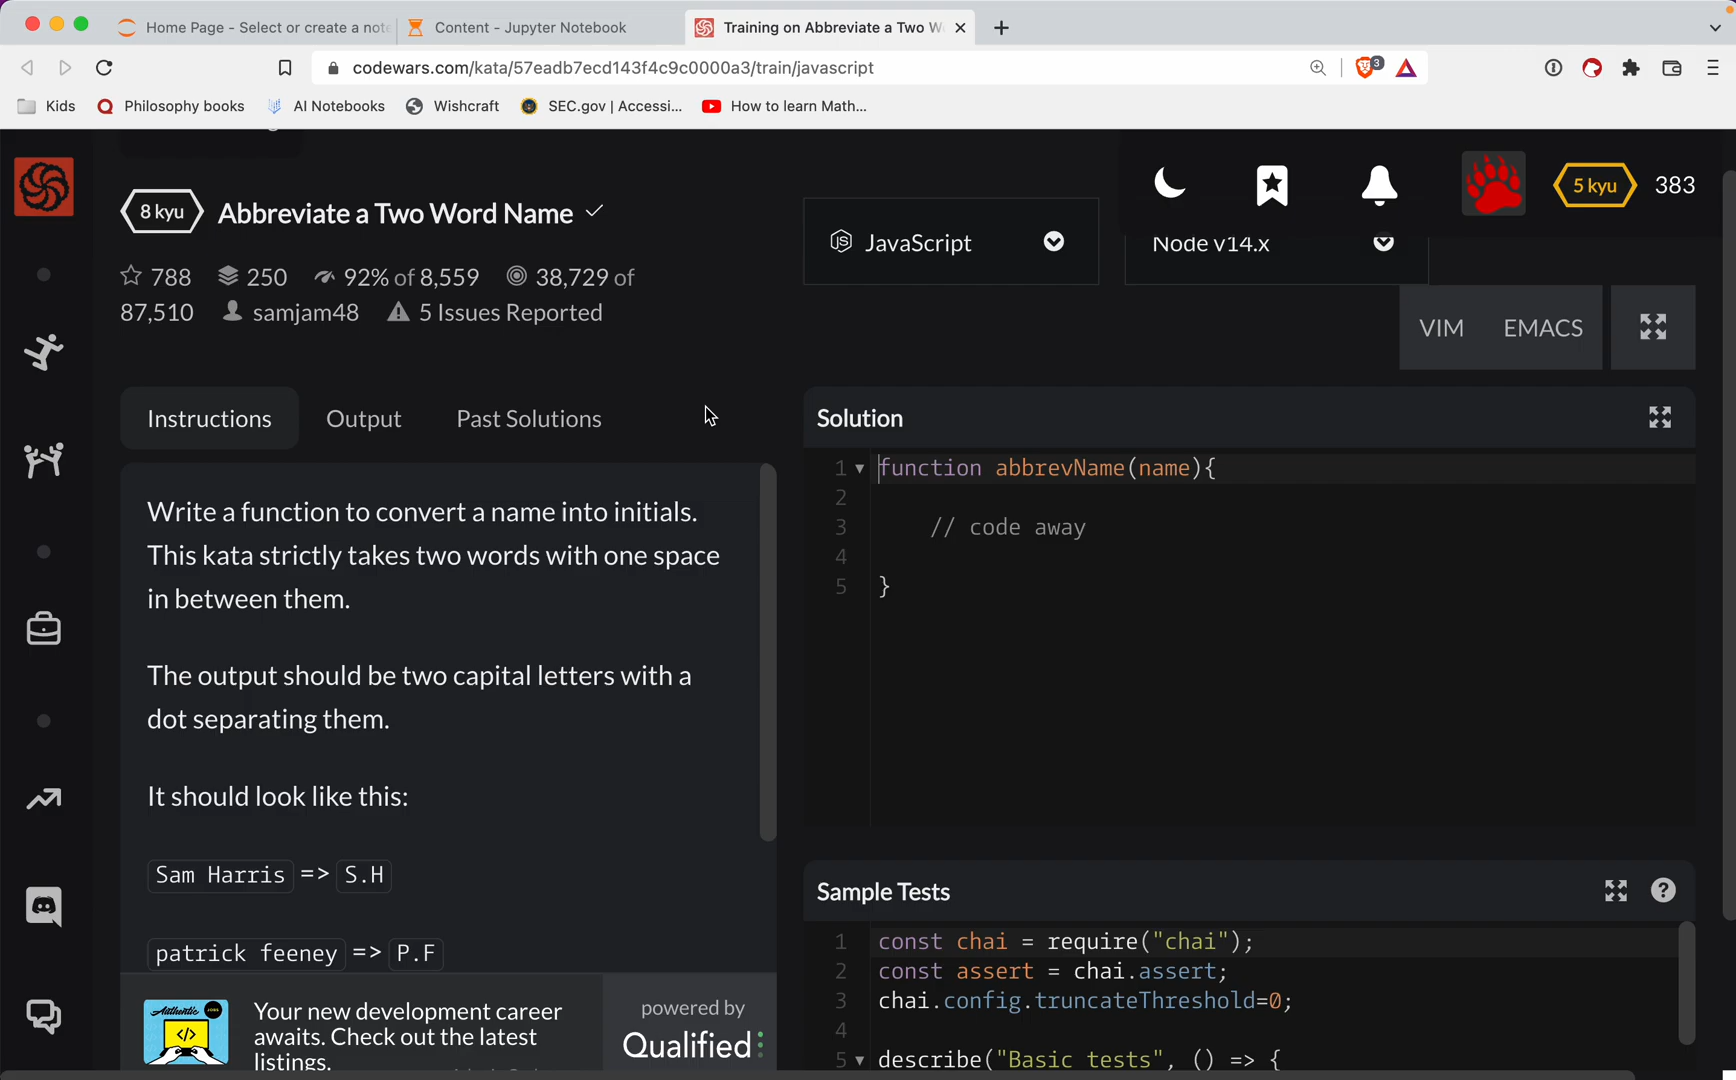 Home Page - Select or create a note
Content - Jupyter Notebook
Training on Abbreviate a Two W
codewars.com/kata/57eadb7ecd143f4c9c0000a3/train/javascript
3
Kids
Philosophy books
AI Notebooks
Wishcraft
SEC.gov | Accessi...
How to learn Math...
8 kyu
Abbreviate a Two Word Name
788 250 92% of 8,559 38,729 of
87,510 samjam48 5 Issues Reported
JavaScript
Node v14.x
5 kyu
383
VIM
EMACS
Instructions
Output
Past Solutions
Write a function to convert a name into initials.
This kata strictly takes two words with one space
in between them.
The output should be two capital letters with a
dot separating them.
It should look like this:
Sam Harris => S.H
patrick feeney => P.F
Authentic JOBS
</>
Your new development career
awaits. Check out the latest
listings.
powered by
Qualified
Solution
1 function abbrevName(name){
2
3 // code away
4
5 }
Sample Tests
1 const chai = require("chai");
2 const assert = chai.assert;
3 chai.config.truncateThreshold=0;
4
5 describe("Basic tests", () => {